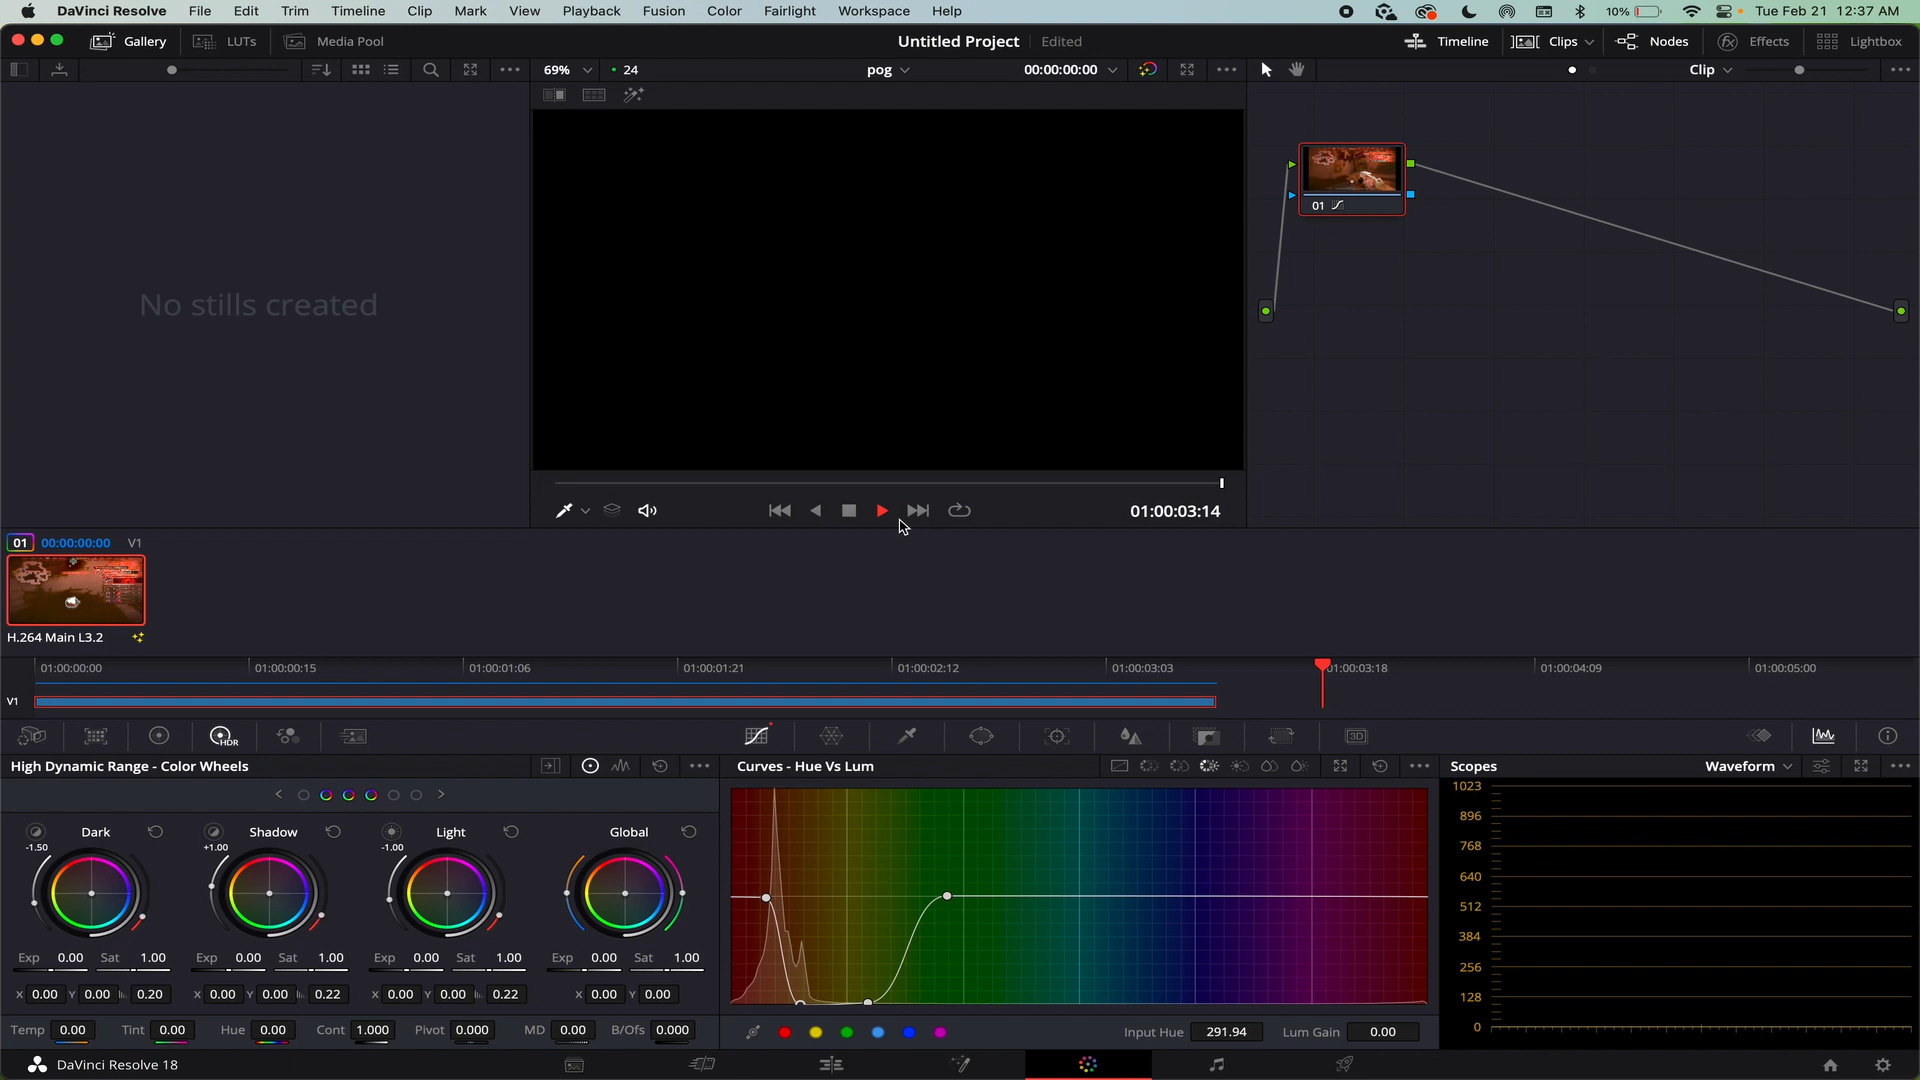 DaVinci Resolve File Edit Trim Timeline Clip Mark View Playback Fusion Color Fairlight Workspace Help 10% Tue Feb 21 12:37 AM
Gallery LUTs Media Pool Untitled Project Edited Timeline Clips Nodes Effects Lightbox
69% 24 pog 00:00:00:00 Clip
No stills created
01
01:00:03:14
01 00:00:00:00 V1
H.264 Main L3.2
01:00:00:00 01:00:00:15 01:00:01:06 01:00:01:21 01:00:02:12 01:00:03:03 01:00:03:18 01:00:04:09 01:00:05:00
V1
HDR 3D
High Dynamic Range - Color Wheels Curves - Hue Vs Lum Scopes Waveform
1023
896
768
640
512
384
256
128
0
Dark Shadow Light Global
-1.50 +1.00 -1.00
Exp 0.00 Sat 1.00 Exp 0.00 Sat 1.00 Exp 0.00 Sat 1.00 Exp 0.00 Sat 1.00
X 0.00 Y 0.00 0.20 X 0.00 Y 0.00 0.22 X 0.00 Y 0.00 0.22 X 0.00 Y 0.00
Temp 0.00 Tint 0.00 Hue 0.00 Cont 1.000 Pivot 0.000 MD 0.00 B/Ofs 0.000 Input Hue 291.94 Lum Gain 0.00
DaVinci Resolve 18